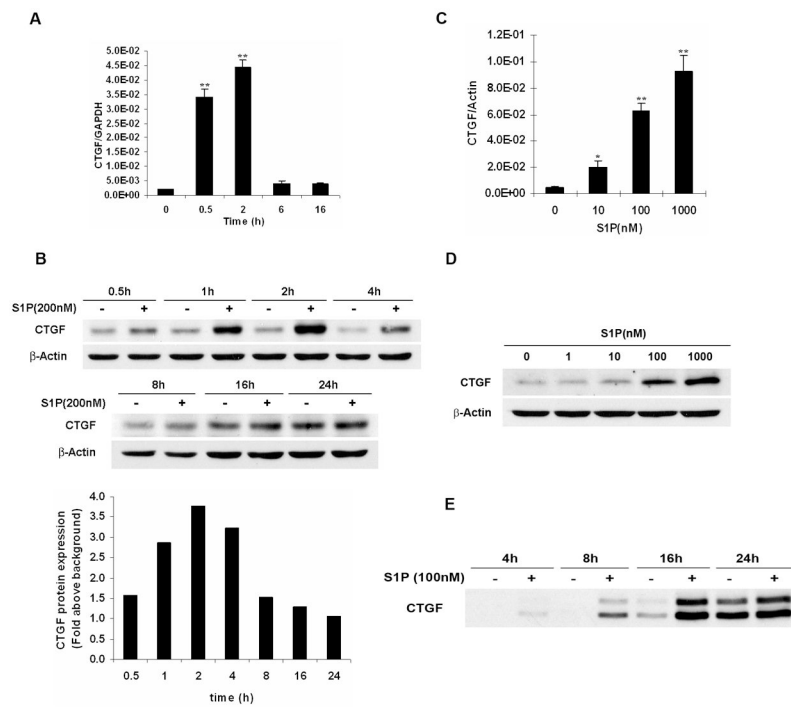 A
CTGF/GAPDH
5.0E-02
4.5E-02
4.0E-02
3.5E-02
3.0E-02
2.5E-02
2.0E-02
1.5E-02
1.0E-02
5.0E-03
0.0E+00
** **
0 0.5 2 6 16
Time (h)
B
0.5h 1h 2h 4h
S1P(200nM) - + - + - + - +
CTGF
β-Actin
8h 16h 24h
S1P(200nM) - + - + - +
CTGF
β-Actin
CTGF protein expression
(Fold above background)
4.0
3.5
3.0
2.5
2.0
1.5
1.0
0.5
0.0
0.5 1 2 4 8 16 24
time (h)
C
CTGF/Actin
1.2E-01
1.0E-01
8.0E-02
6.0E-02
4.0E-02
2.0E-02
0.0E+00
* ** **
0 10 100 1000
S1P(nM)
D
S1P(nM)
0 1 10 100 1000
CTGF
β-Actin
E
4h 8h 16h 24h
S1P (100nM) - + - + - + - +
CTGF